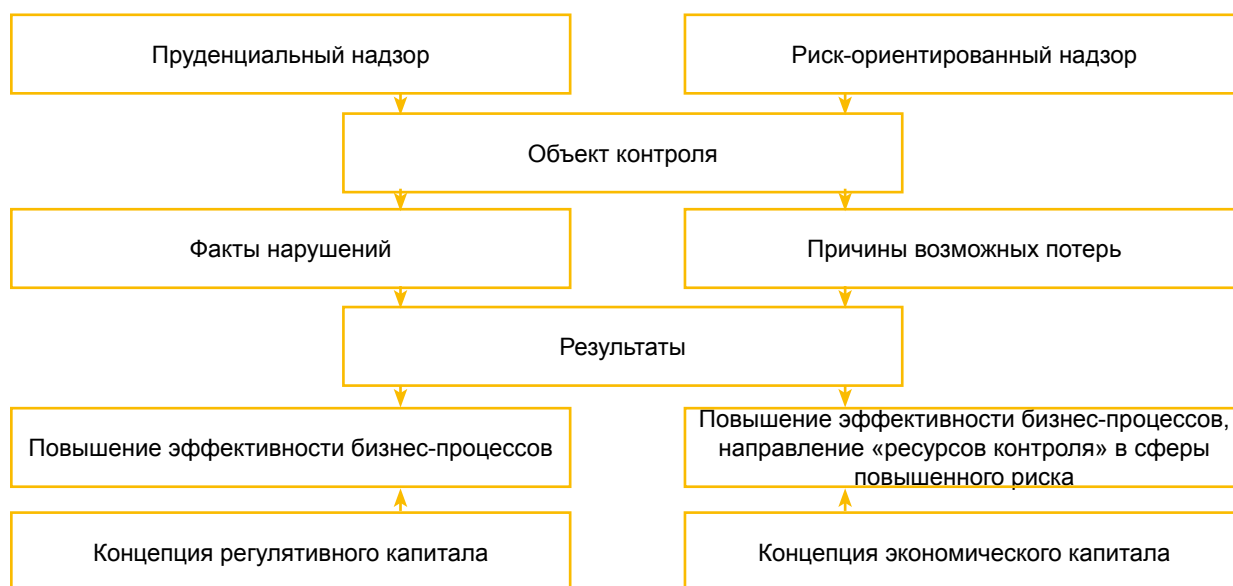 Пруденциальный надзор
Риск-ориентированный надзор
Объект контроля
Факты нарушений
Причины возможных потерь
Результаты
Повышение эффективности бизнес-процессов
Повышение эффективности бизнес-процессов,
направление «ресурсов контроля» в сферы
повышенного риска
Концепция регулятивного капитала
Концепция экономического капитала